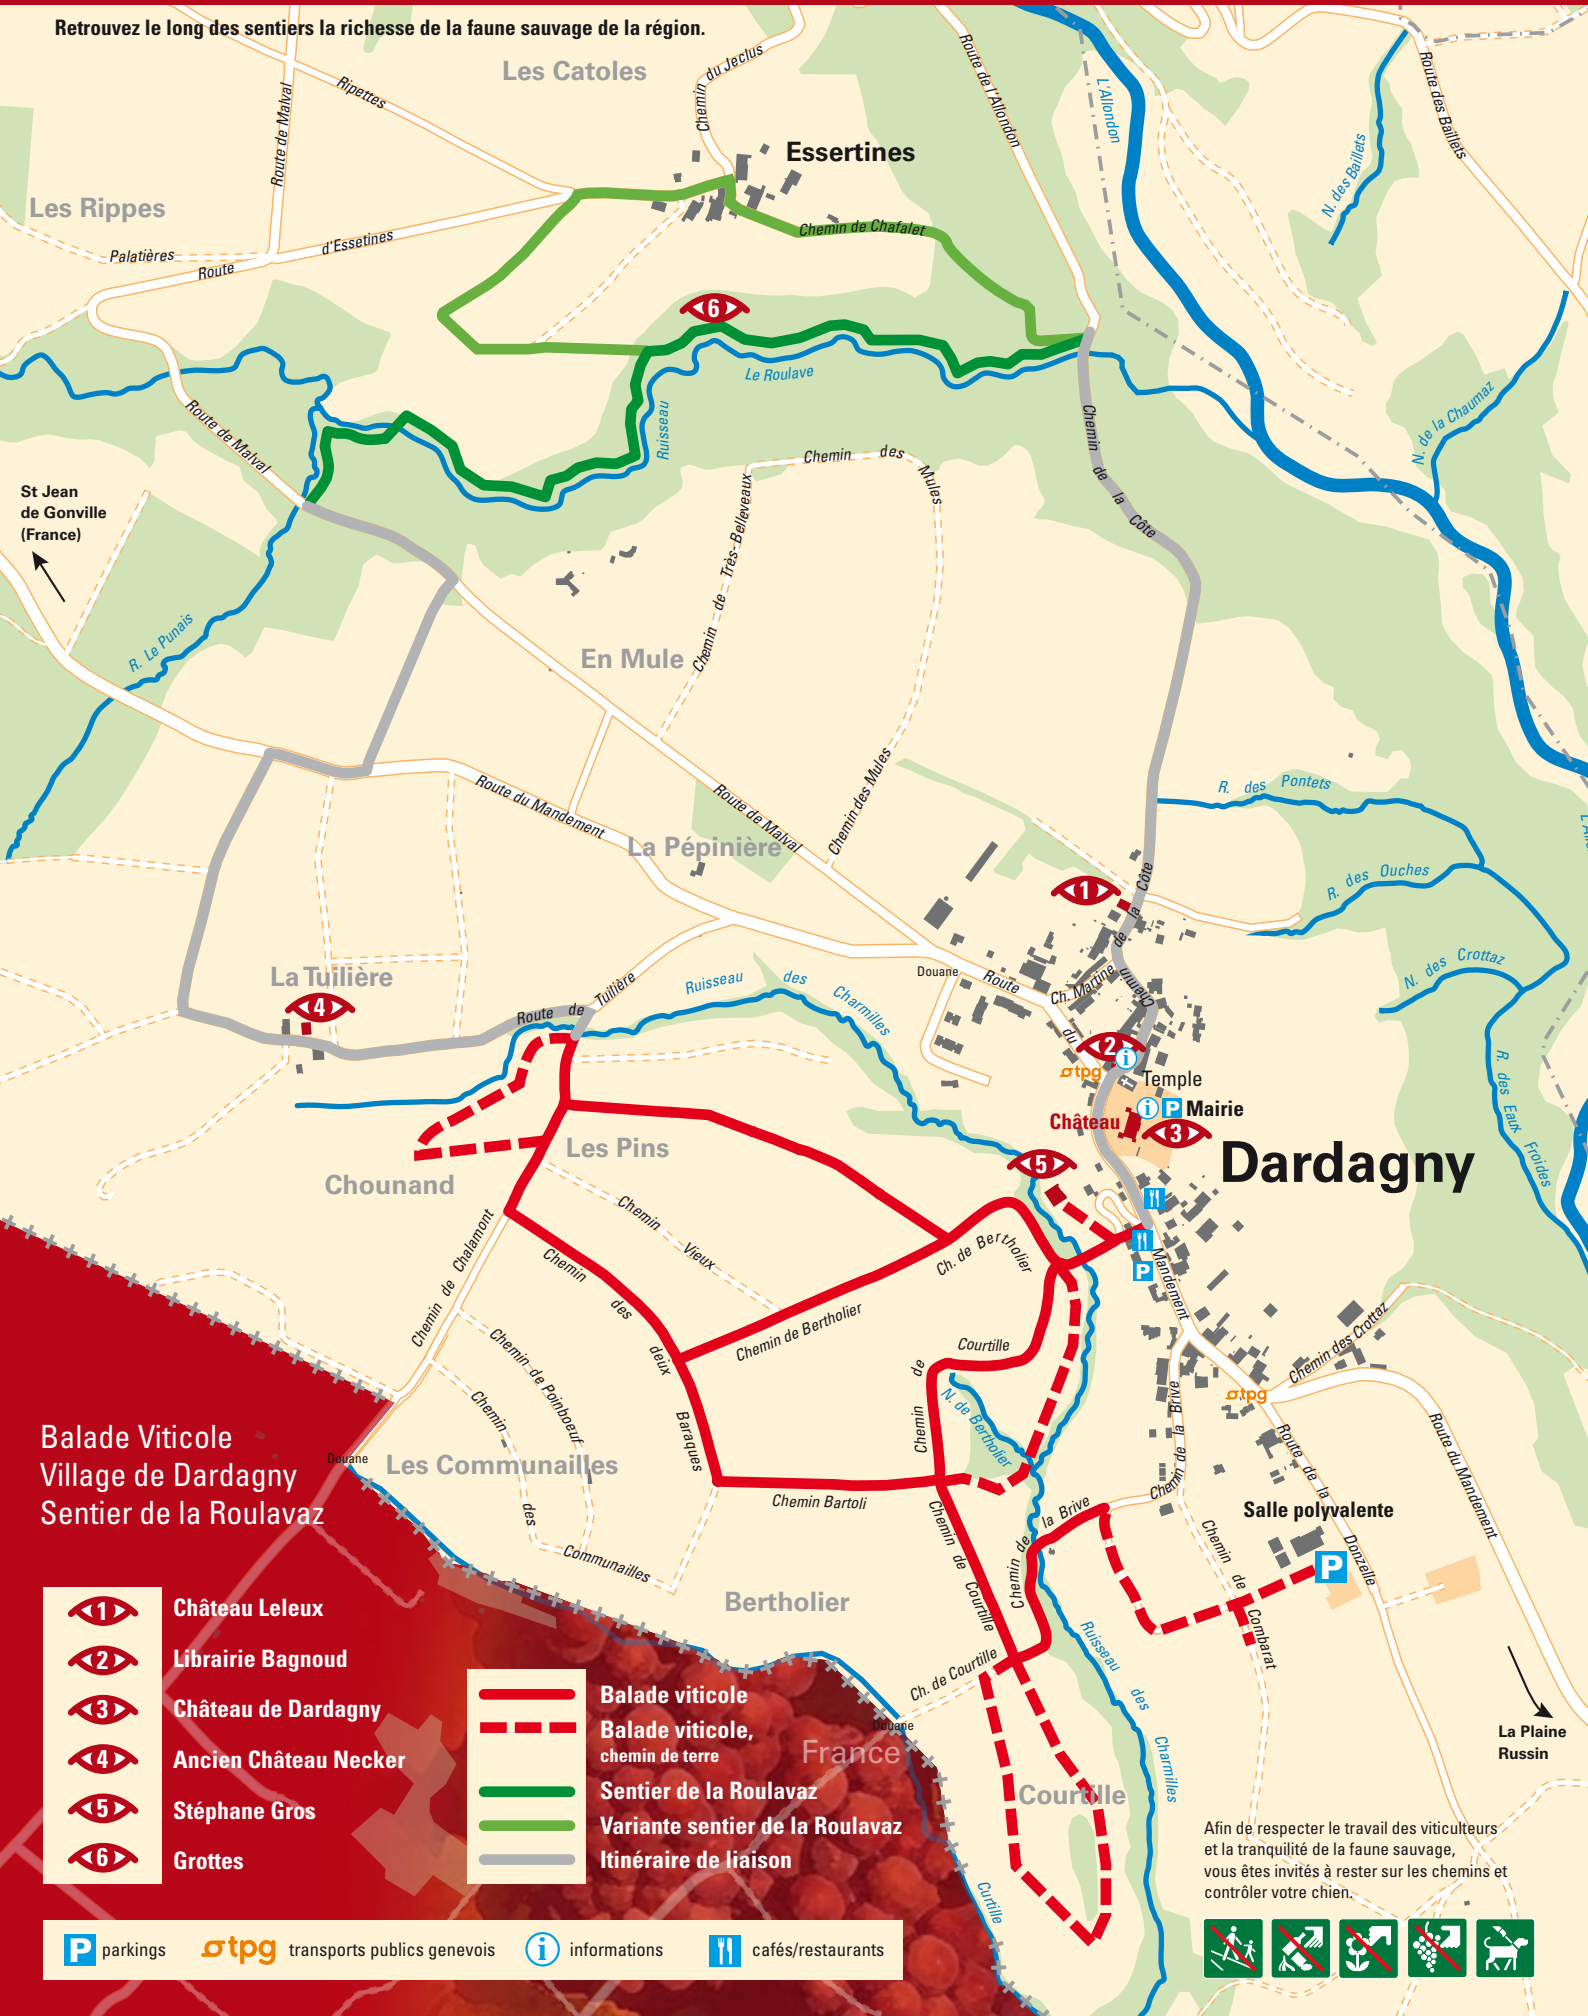 Retrouvez le long des sentiers la richesse de la faune sauvage de la région.
Les Catoles
Chemin du Jeclus
Route de l'Allondon
L'Allondon
Route des Baillets
Ripettes
Route de Malval
N. des Baillets
Essertines
Les Rippes
Palatières
Route d'Essetines
Chemin de Chafalet
6
Le Roulave
Ruisseau
Route de Malval
Chemin de la Côte
N. de la Chaumaz
St Jean
de Gonville
(France)
Chemin des Mules
Chemin de Très-Belleveaux
R. Le Punais
En Mule
Chemin des Mules
Route du Mandement
Route de Malval
La Pépinière
R. des Pontets
L'All
R. des Ouches
1
Chemin de la Côte
N. des Crottaz
La Tuilière
4
Route de Tuilière
Ruisseau des Charmilles
Douane
Route du
Ch. Martine
2
i
tpg
Temple
i P Mairie
Château
3
R. des Eaux Froides
Dardagny
5
Les Pins
Chounand
Chemin Vieux
Ch. de Bertholier
P
Mandement
Chemin de Chalamont
Chemin des deux Baraques
Chemin de Bertholier
Courtille
Chemin de
N. de Bertholier
Chemin des Crottaz
tpg
Chemin de Poinboeuf
Chemin des Communailles
Chemin de la Brive
Route de la Donzelle
Route du Mandement
Balade Viticole
Village de Dardagny
Sentier de la Roulavaz
Douane
Les Communailles
Chemin Bartoli
Salle polyvalente
P
Chemin de la Brive
Chemin de Combarat
Chemin de Courtille
Bertholier
Ruisseau des Charmilles
Ch. de Courtille
Douane
France
Courtille
Curtille
La Plaine
Russin
1 Château Leleux
2 Librairie Bagnoud
3 Château de Dardagny
4 Ancien Château Necker
5 Stéphane Gros
6 Grottes
Balade viticole
Balade viticole,
chemin de terre
Sentier de la Roulavaz
Variante sentier de la Roulavaz
Itinéraire de liaison
Afin de respecter le travail des viticulteurs
et la tranquilité de la faune sauvage,
vous êtes invités à rester sur les chemins et
contrôler votre chien.
P parkings tpg transports publics genevois i informations cafés/restaurants